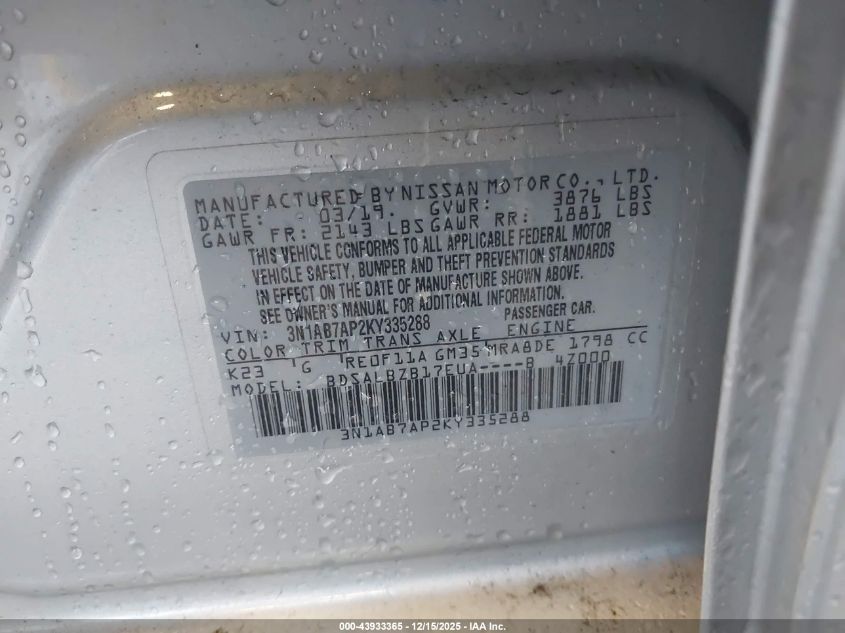 MANUFACTURED BY NISSAN MOTOR CO., LTD.
DATE: 03/19. GVWR: 3876 LBS
GAWR FR: 2143 LBS GAWR RR: 1881 LBS
THIS VEHICLE CONFORMS TO ALL APPLICABLE FEDERAL MOTOR
VEHICLE SAFETY, BUMPER AND THEFT PREVENTION STANDARDS
IN EFFECT ON THE DATE OF MANUFACTURE SHOWN ABOVE.
SEE OWNER'S MANUAL FOR ADDITIONAL INFORMATION.
VIN: 3N1AB7AP2KY335288 PASSENGER CAR.
COLOR TRIM TRANS AXLE ENGINE
K23 G RE0F11A GM35 MRA8DE 1798 CC
MODEL: BDSALBZB17EUA----B 4Z000
3N1AB7AP2KY335288
000-43933365 - 12/15/2025 - IAA Inc.